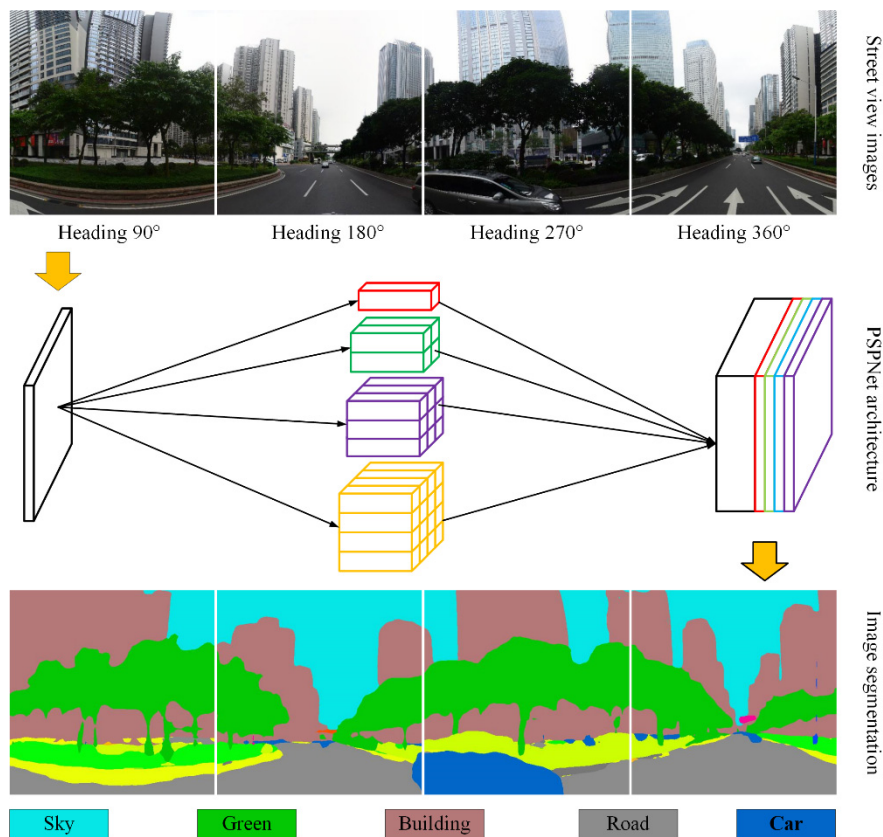 Street view images
Heading 90°
Heading 180°
Heading 270°
Heading 360°
PSPNet architecture
Image segmentation
Sky
Green
Building
Road
Car